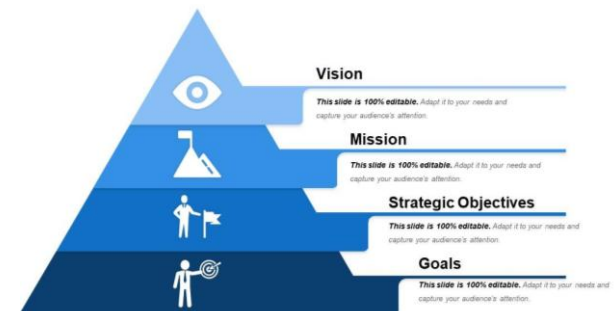 Vision
This slide is 100% editable. Adapt it to your needs and
capture your audience's attention.
Mission
This slide is 100% editable. Adapt it to your needs and
capture your audience's attention.
Strategic Objectives
This slide is 100% editable. Adapt it to your needs and
capture your audience's attention.
Goals
This slide is 100% editable. Adapt it to your needs and
capture your audience's attention.